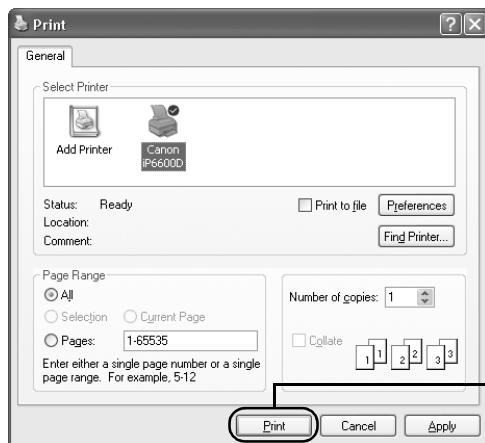 Print
General
Select Printer
Add Printer
Canon
iP6600D
Status: Ready
Location:
Comment:
Print to file
Preferences
Find Printer...
Page Range
All
Selection
Current Page
Pages: 1-65535
Enter either a single page number or a single
page range. For example, 5-12
Number of copies: 1
Collate
1 1 2 2 3 3
Print
Cancel
Apply